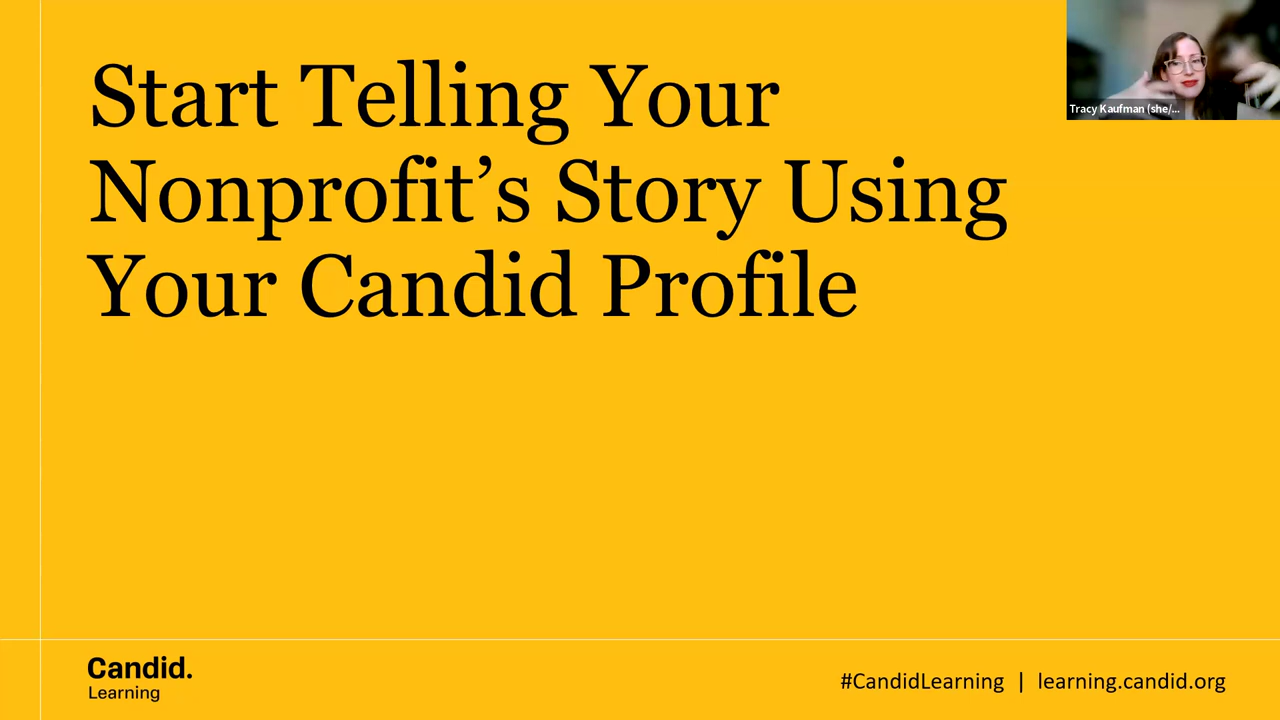 Start Telling Your
Nonprofit’s Story Using
Your Candid Profile
Tracy Kaufman (she/...
Candid.
Learning
#CandidLearning | learning.candid.org